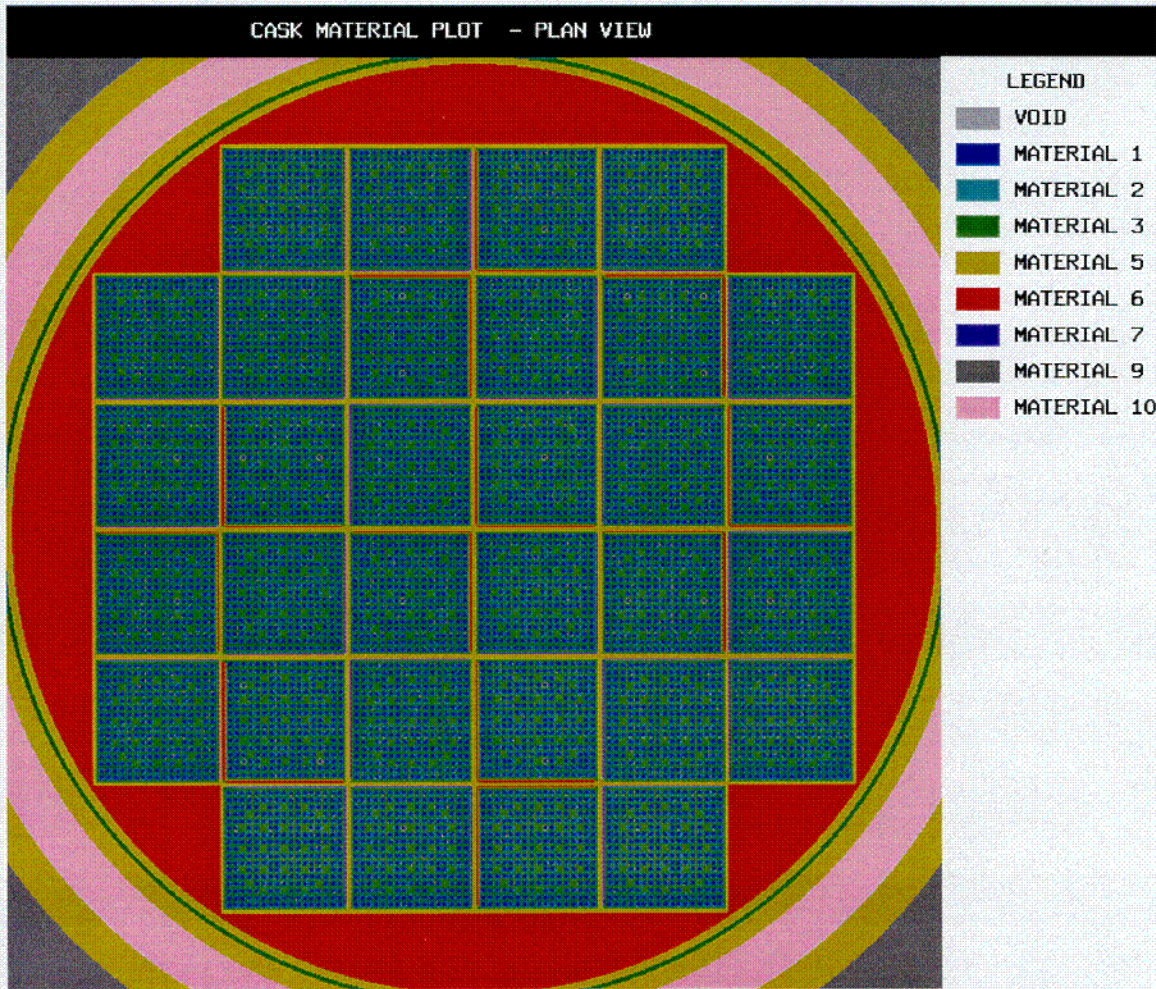 CASK MATERIAL PLOT - PLAN VIEW
LEGEND
VOID
MATERIAL 1
MATERIAL 2
MATERIAL 3
MATERIAL 5
MATERIAL 6
MATERIAL 7
MATERIAL 9
MATERIAL 10